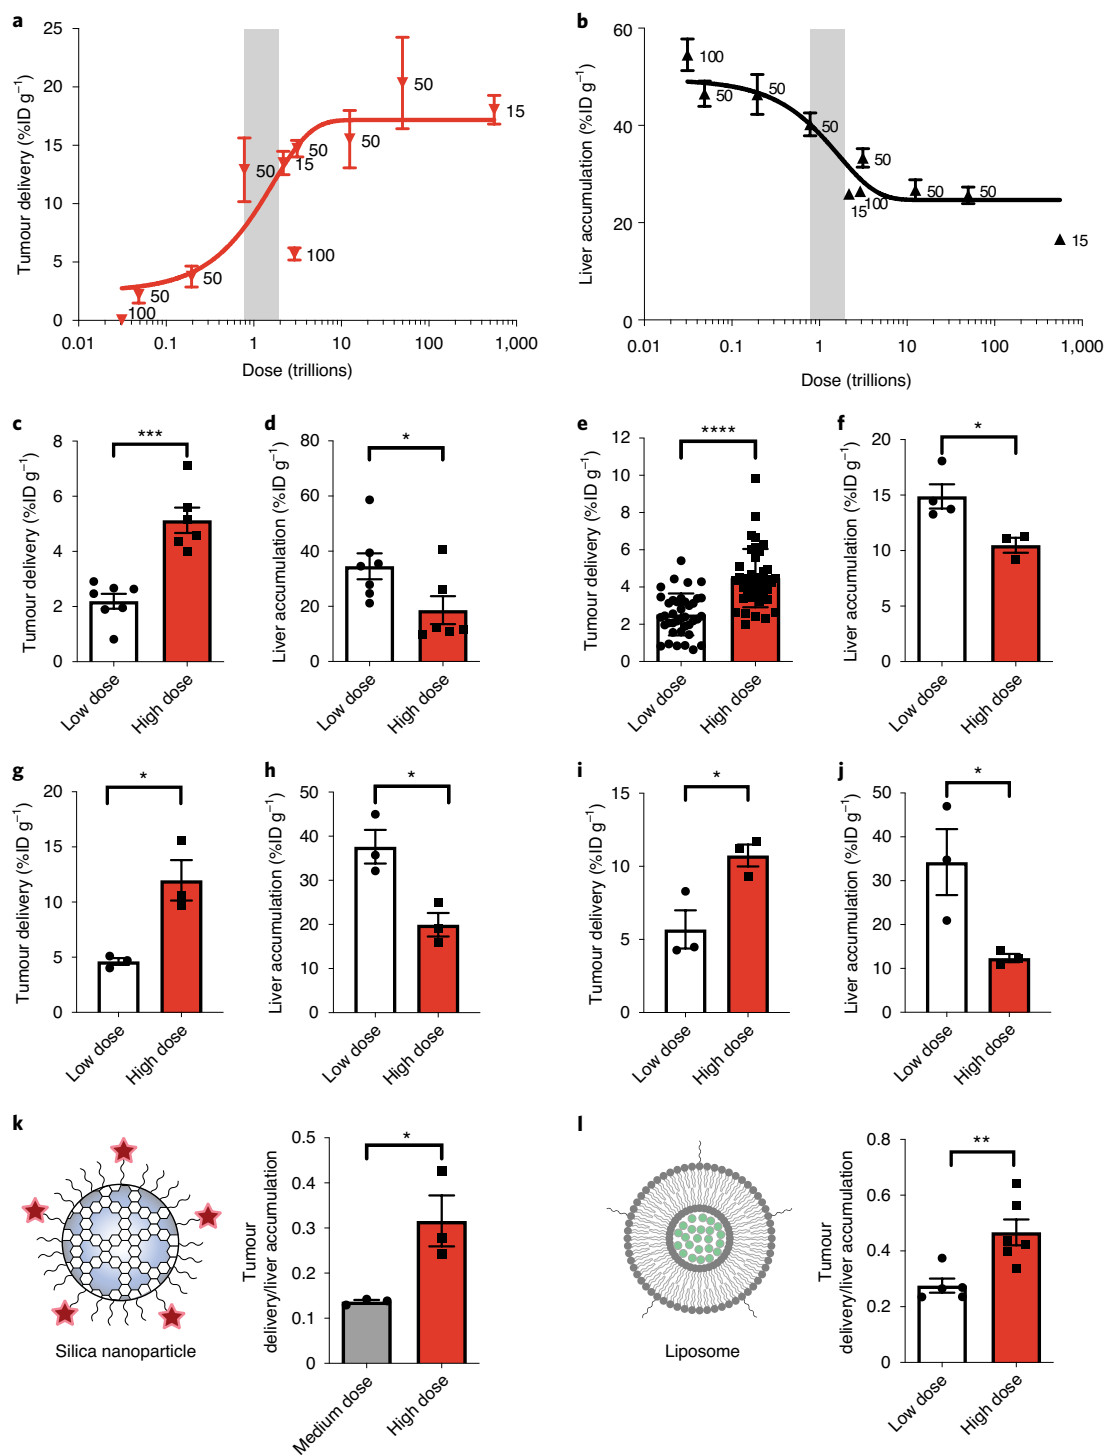 a
Tumour delivery (%ID g⁻¹)
25
20
15
10
5
0
0.01
0.1
1
10
100
1,000
Dose (trillions)
100
50
50
50
15
50
100
50
50
15
b
Liver accumulation (%ID g⁻¹)
60
40
20
0
0.01
0.1
1
10
100
1,000
Dose (trillions)
100
50
50
50
15
100
50
50
50
15
c
Tumour delivery (%ID g⁻¹)
8
6
4
2
0
***
Low dose
High dose
d
Liver accumulation (%ID g⁻¹)
80
60
40
20
0
*
Low dose
High dose
e
Tumour delivery (%ID g⁻¹)
12
10
8
6
4
2
0
****
Low dose
High dose
f
Liver accumulation (%ID g⁻¹)
20
15
10
5
0
*
Low dose
High dose
g
Tumour delivery (%ID g⁻¹)
20
15
10
5
0
*
Low dose
High dose
h
Liver accumulation (%ID g⁻¹)
50
40
30
20
10
0
*
Low dose
High dose
i
Tumour delivery (%ID g⁻¹)
15
10
5
0
*
Low dose
High dose
j
Liver accumulation (%ID g⁻¹)
50
40
30
20
10
0
*
Low dose
High dose
k
Silica nanoparticle
Tumour
delivery/liver accumulation
0.5
0.4
0.3
0.2
0.1
0
*
Medium dose
High dose
l
Liposome
Tumour
delivery/liver accumulation
0.8
0.6
0.4
0.2
0
**
Low dose
High dose